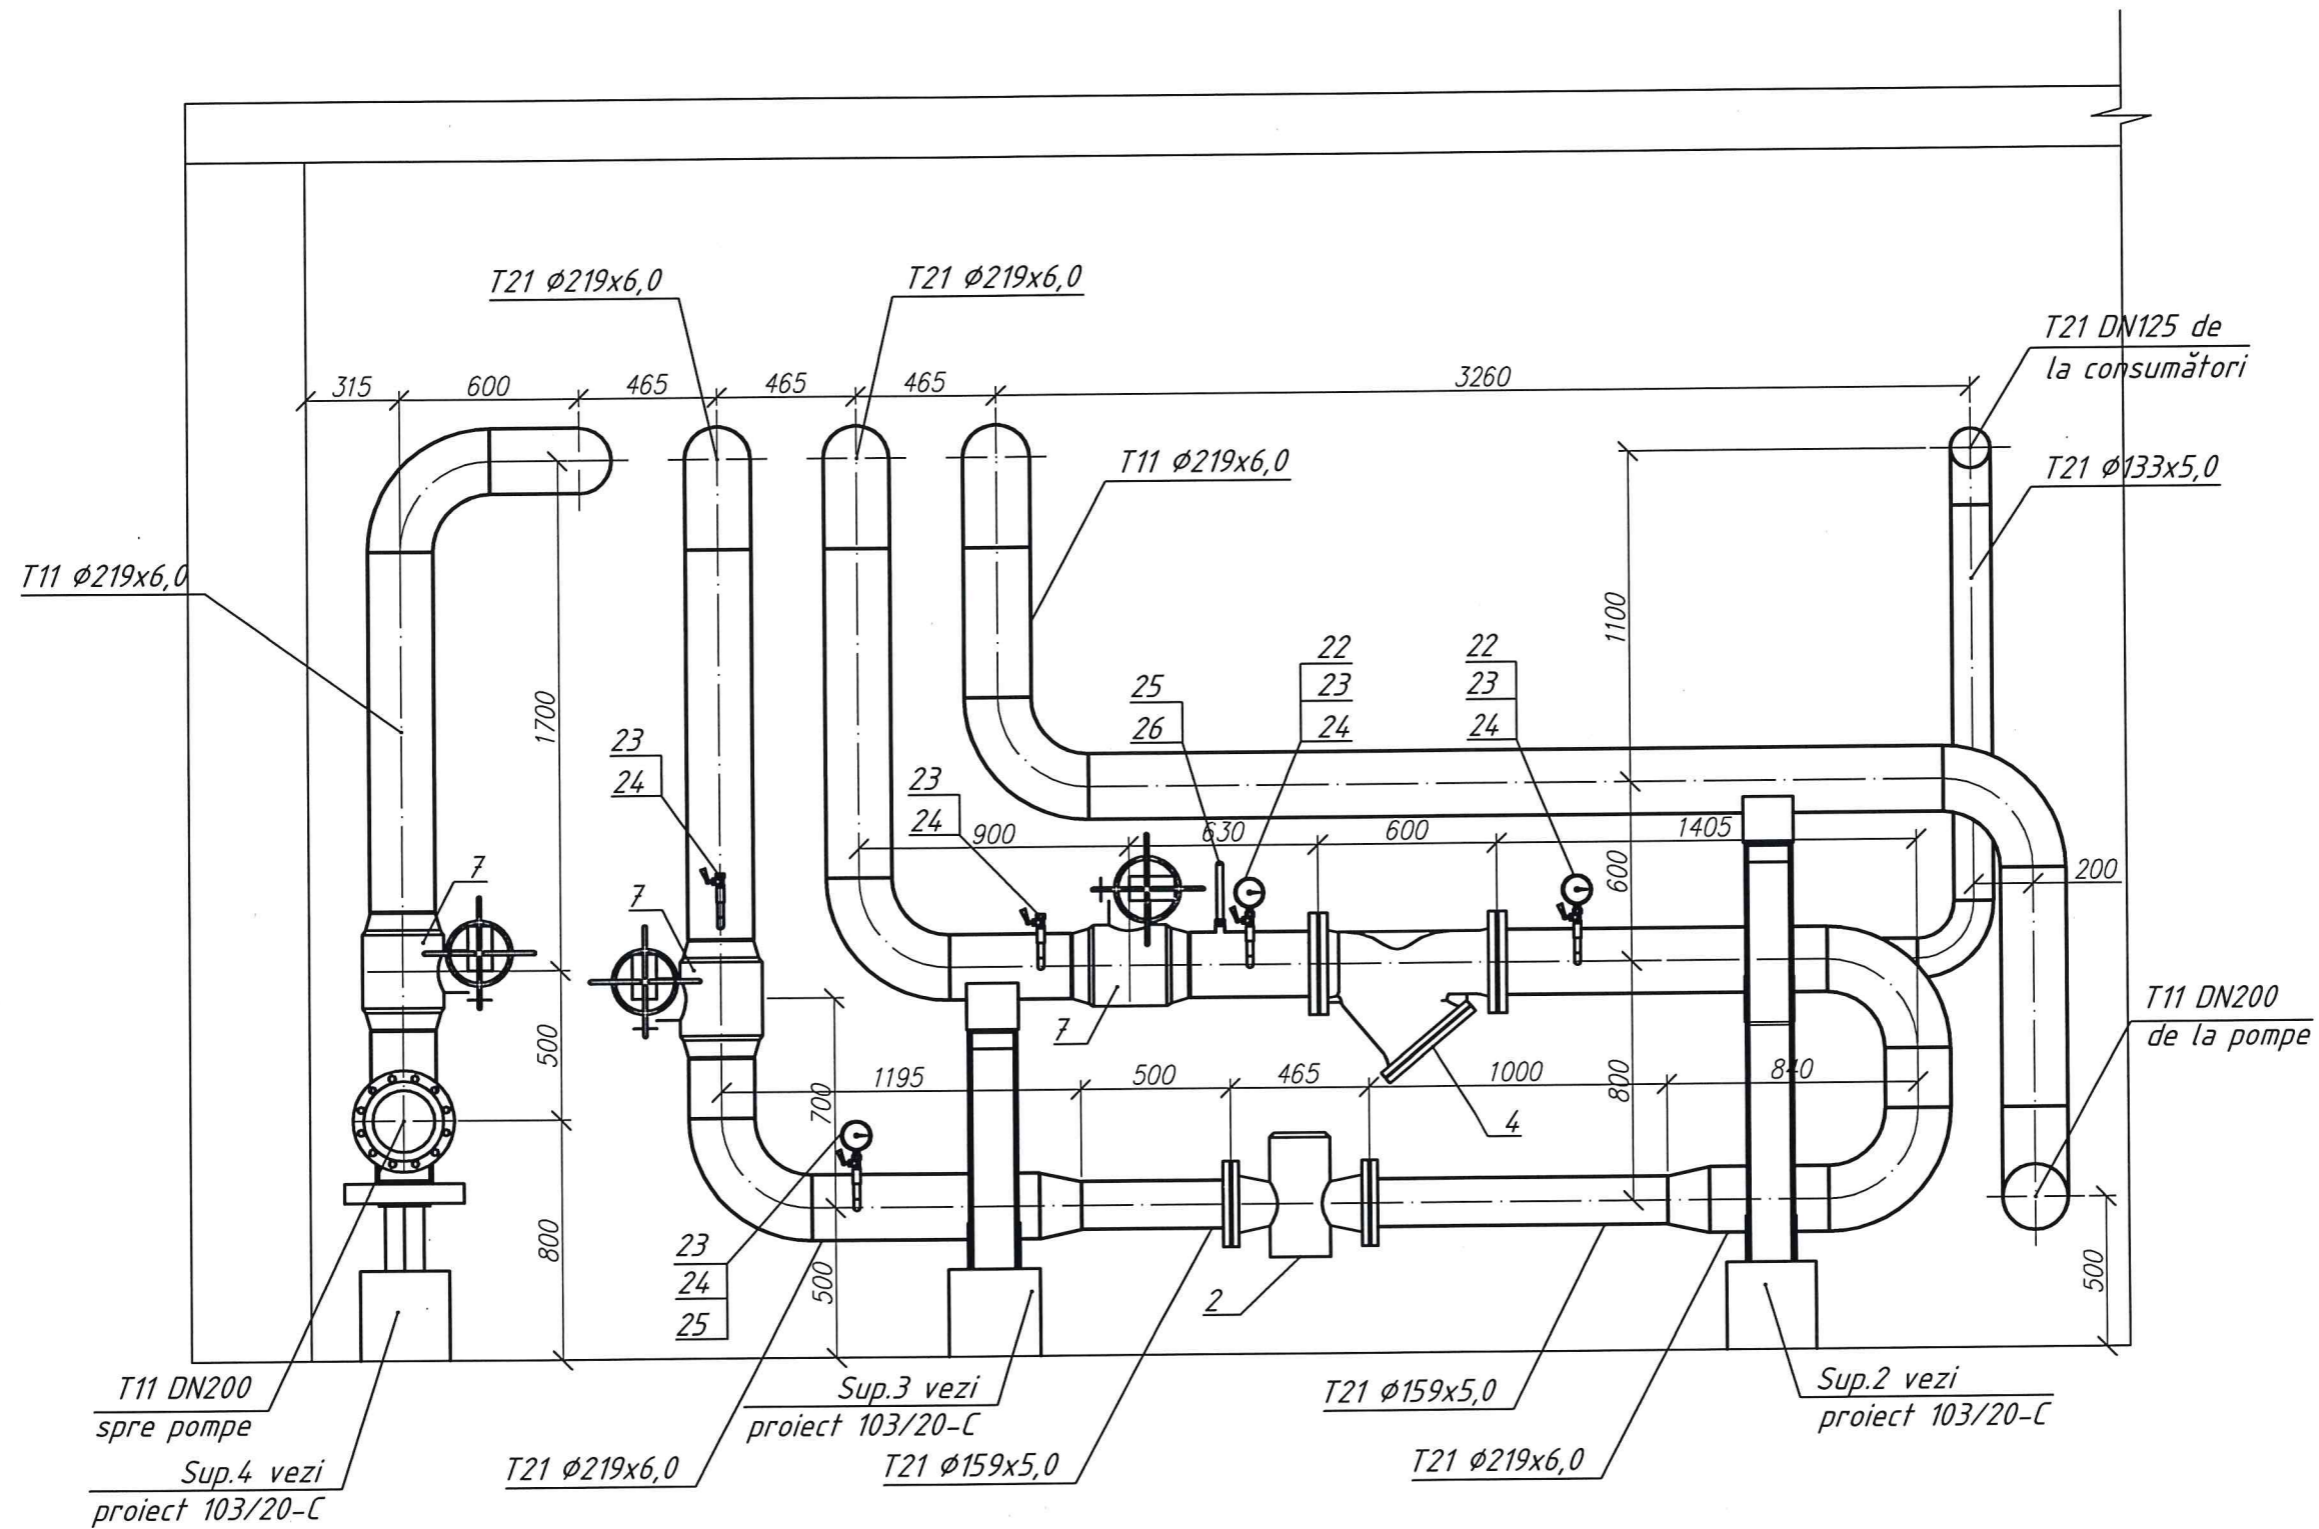 T21 Ø219x6,0
T21 Ø219x6,0
T21 DN125 de
la consumători
315
600
465
465
465
3260
T11 Ø219x6,0
T21 Ø133x5,0
T11 Ø219x6,0
1100
22
23
24
22
23
24
25
26
1700
23
24
23
24
900
630
600
1405
600
200
7
7
T11 DN200
de la pompe
7
500
700
1195
500
465
1000
800
840
4
800
23
24
25
500
2
500
T11 DN200
spre pompe
Sup.3 vezi
proiect 103/20-C
T21 Ø159x5,0
Sup.2 vezi
proiect 103/20-C
Sup.4 vezi
proiect 103/20-C
T21 Ø219x6,0
T21 Ø159x5,0
T21 Ø219x6,0